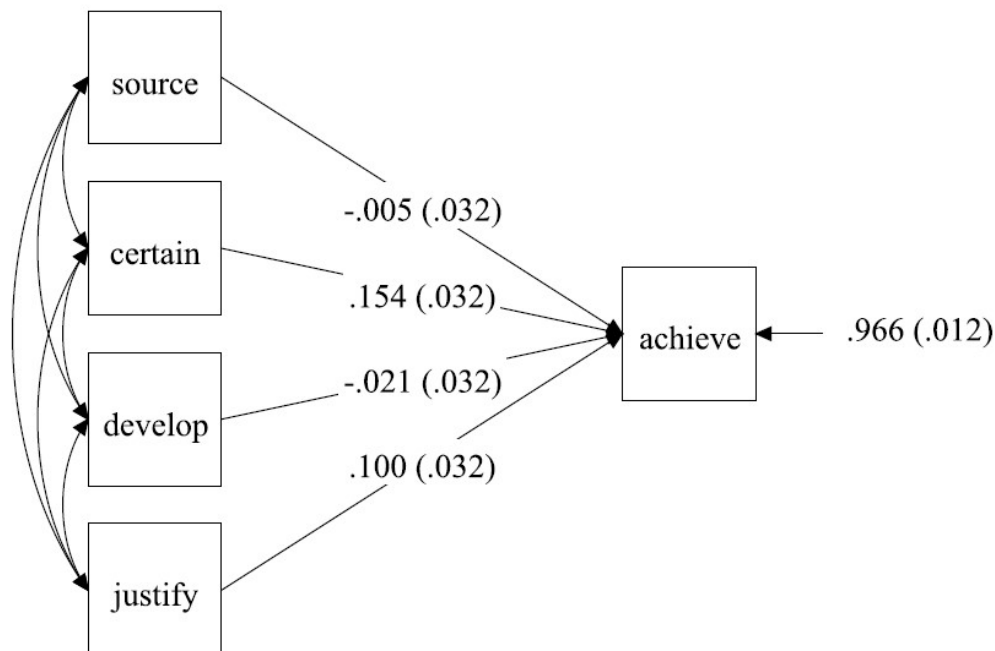 source
certain
develop
justify
-.005 (.032)
.154 (.032)
-.021 (.032)
.100 (.032)
achieve
.966 (.012)